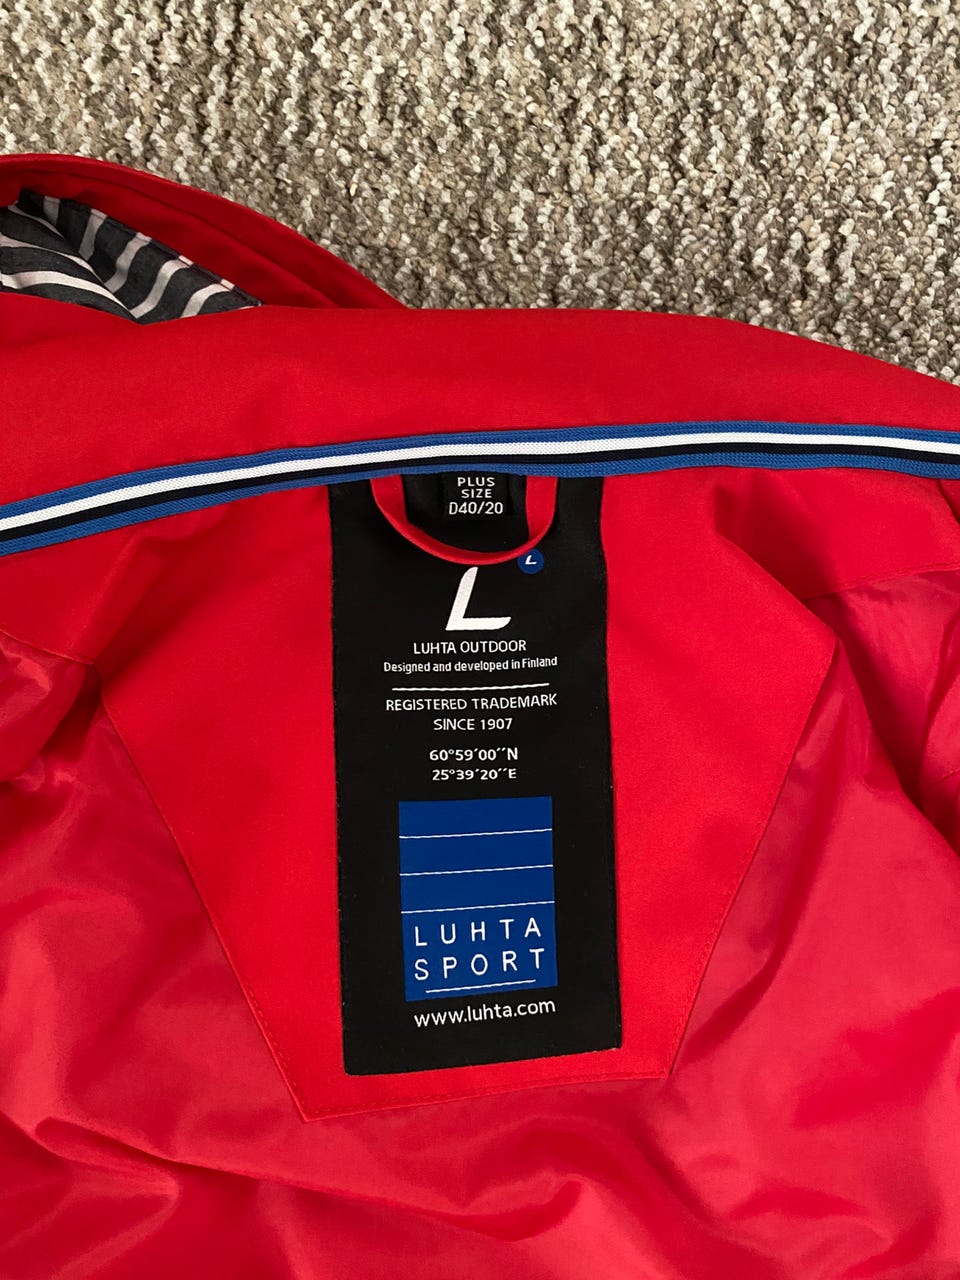 PLUS
SIZE
D40/20
L
L
LUHTA OUTDOOR
Designed and developed in Finland
REGISTERED TRADEMARK
SINCE 1907
60°59´00´´N
25°39´20´´E
LUHTA
SPORT
www.luhta.com